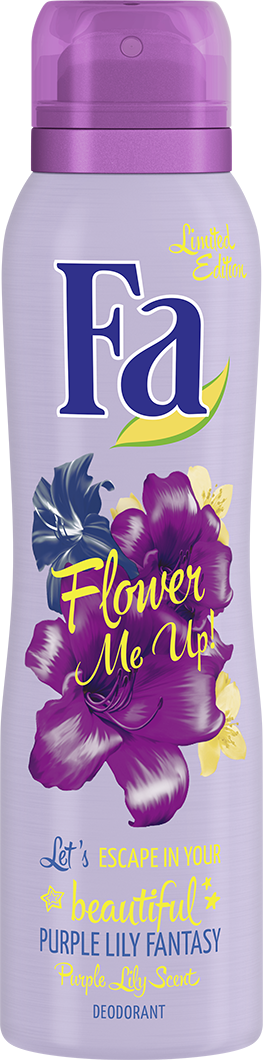 Limited
Edition
Fa
Flower
Me Up!
Let's ESCAPE IN YOUR
beautiful
PURPLE LILY FANTASY
Purple Lily Scent
DEODORANT